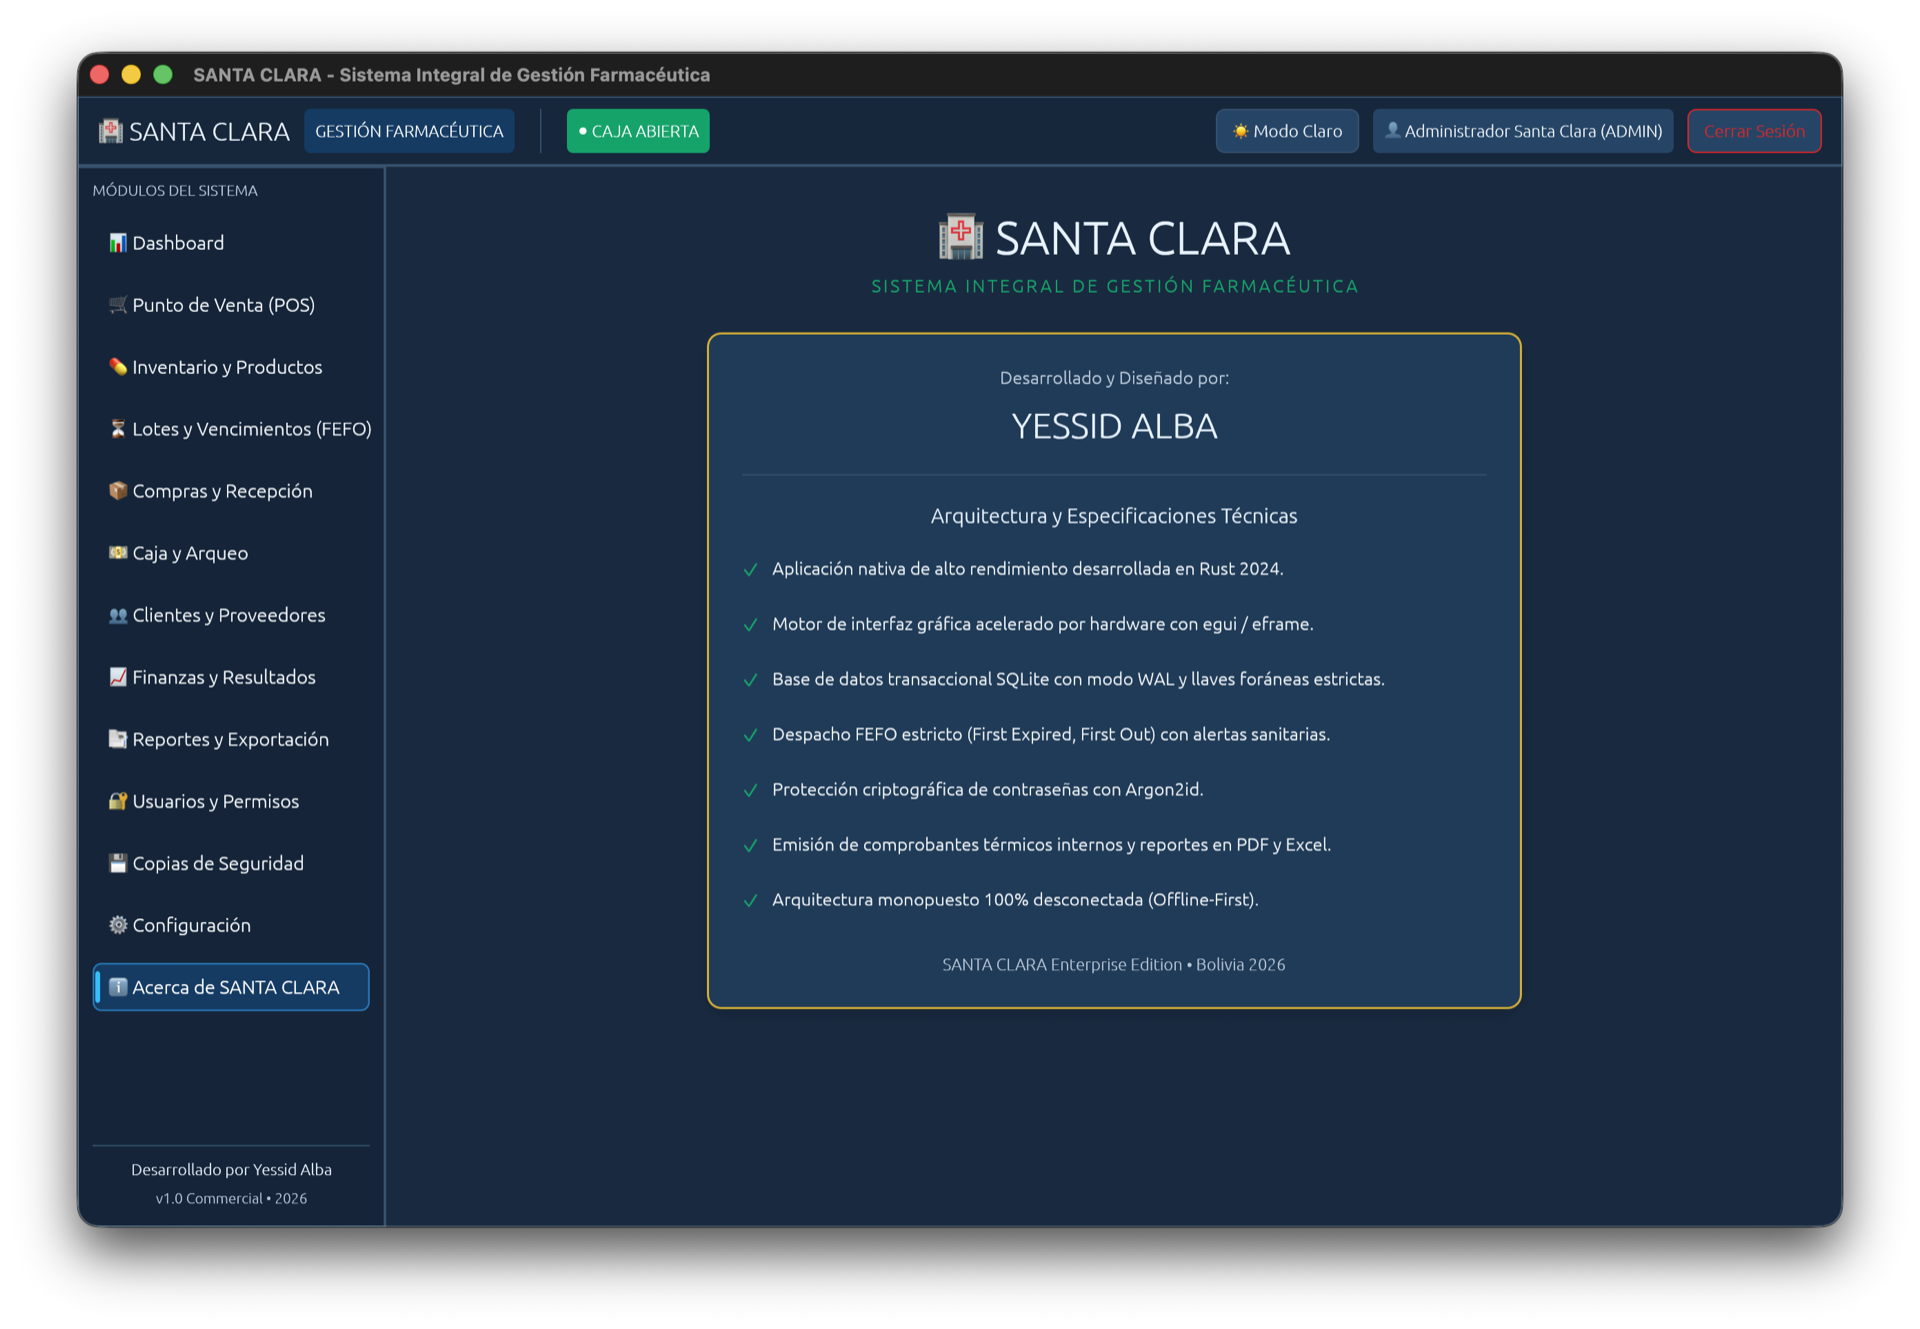 SANTA CLARA - Sistema Integral de Gestión Farmacéutica
SANTA CLARA
GESTIÓN FARMACÉUTICA
• CAJA ABIERTA
Modo Claro
Administrador Santa Clara (ADMIN)
Cerrar Sesión
MÓDULOS DEL SISTEMA
Dashboard
Punto de Venta (POS)
Inventario y Productos
Lotes y Vencimientos (FEFO)
Compras y Recepción
Caja y Arqueo
Clientes y Proveedores
Finanzas y Resultados
Reportes y Exportación
Usuarios y Permisos
Copias de Seguridad
Configuración
Acerca de SANTA CLARA
Desarrollado por Yessid Alba
v1.0 Commercial • 2026
SANTA CLARA
SISTEMA INTEGRAL DE GESTIÓN FARMACÉUTICA
Desarrollado y Diseñado por:
YESSID ALBA
Arquitectura y Especificaciones Técnicas
✓ Aplicación nativa de alto rendimiento desarrollada en Rust 2024.
✓ Motor de interfaz gráfica acelerado por hardware con egui / eframe.
✓ Base de datos transaccional SQLite con modo WAL y llaves foráneas estrictas.
✓ Despacho FEFO estricto (First Expired, First Out) con alertas sanitarias.
✓ Protección criptográfica de contraseñas con Argon2id.
✓ Emisión de comprobantes térmicos internos y reportes en PDF y Excel.
✓ Arquitectura monopuesto 100% desconectada (Offline-First).
SANTA CLARA Enterprise Edition • Bolivia 2026